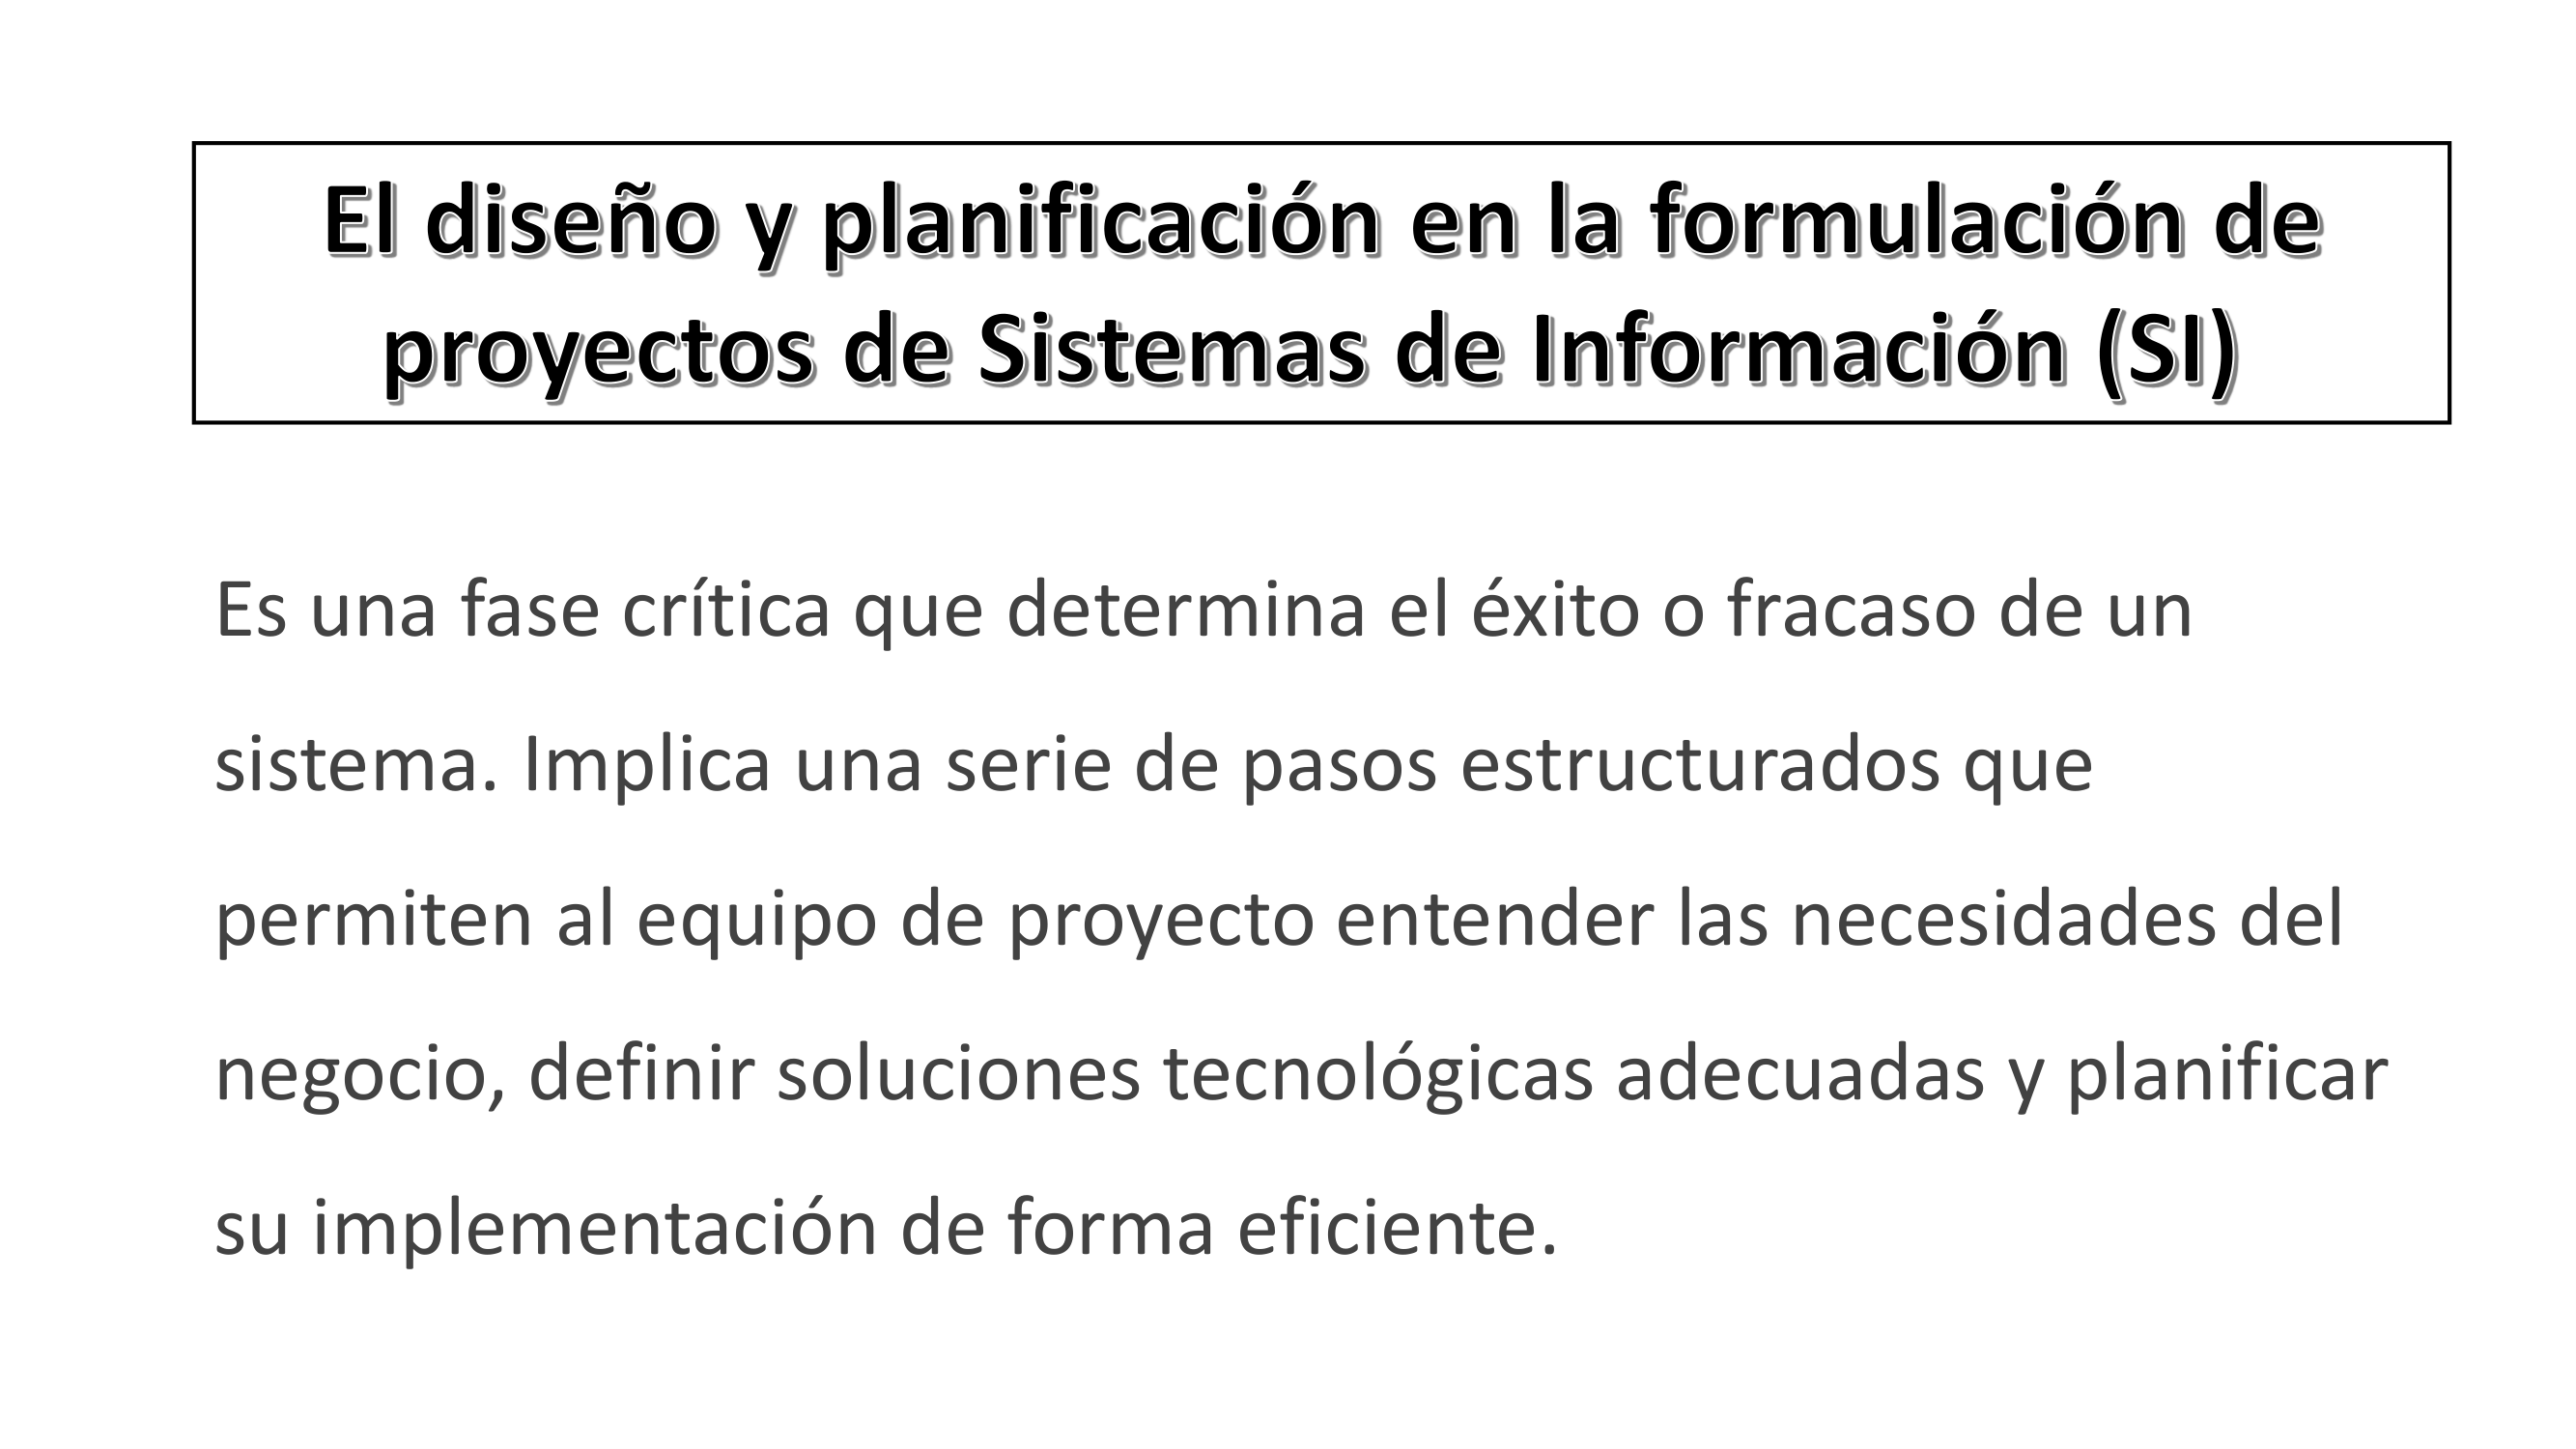 El diseño y planificación en la formulación de
proyectos de Sistemas de Información (SI)
Es una fase crítica que determina el éxito o fracaso de un
sistema. Implica una serie de pasos estructurados que
permiten al equipo de proyecto entender las necesidades del
negocio, definir soluciones tecnológicas adecuadas y planificar
su implementación de forma eficiente.